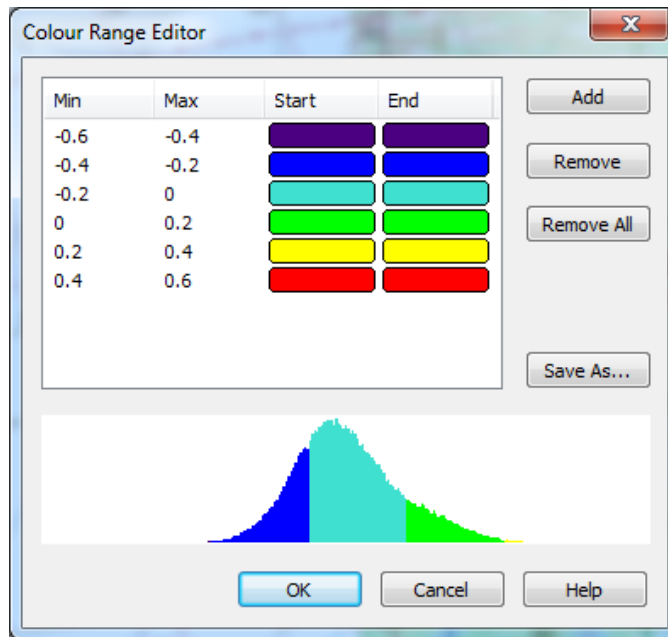 Colour Range Editor
Min Max Start End
-0.6 -0.4
-0.4 -0.2
-0.2 0
0 0.2
0.2 0.4
0.4 0.6
Add
Remove
Remove All
Save As...
OK Cancel Help